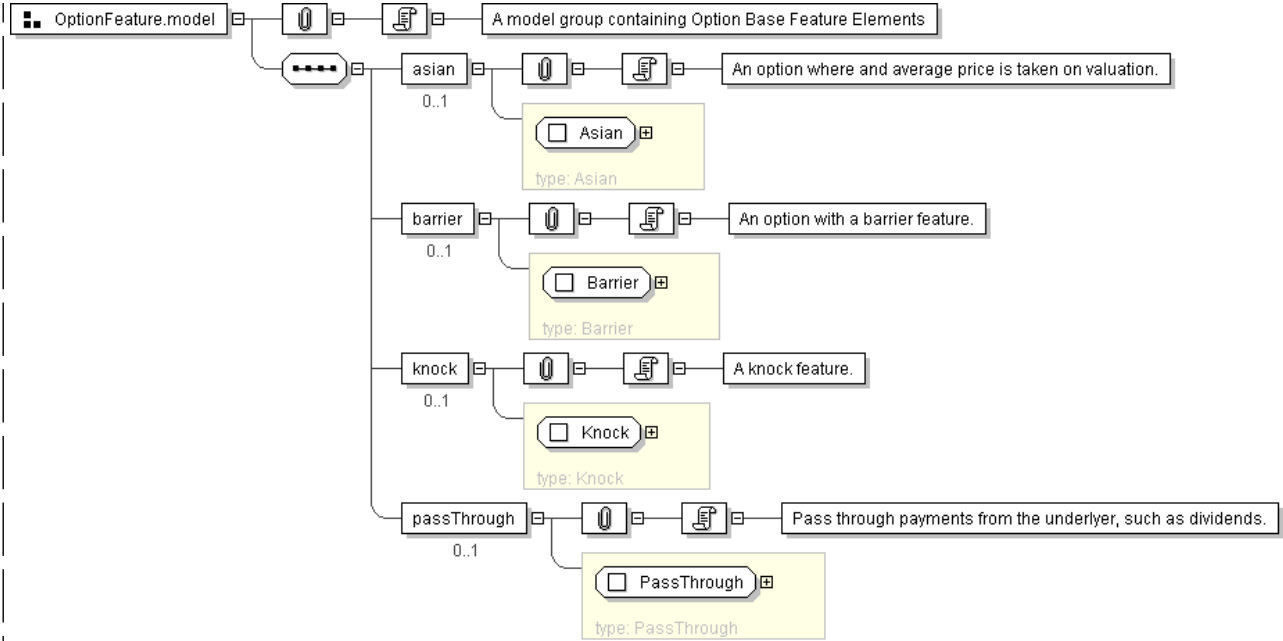 OptionFeature.model
A model group containing Option Base Feature Elements
asian
An option where and average price is taken on valuation.
0..1
Asian
type: Asian
barrier
An option with a barrier feature.
0..1
Barrier
type: Barrier
knock
A knock feature.
0..1
Knock
type: Knock
passThrough
Pass through payments from the underlyer, such as dividends.
0..1
PassThrough
type: PassThrough